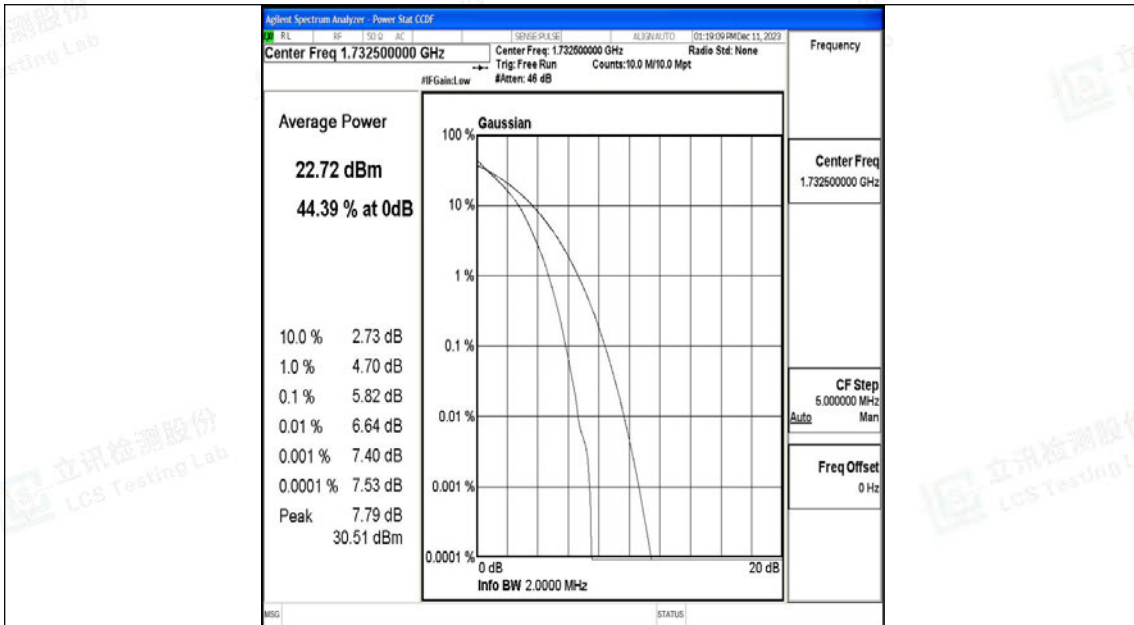 Agilent Spectrum Analyzer - Power Stat CCDF
RL RF 50 Ω AC SENSE:PULSE ALIGNAUTO 01:19:09 PM Dec 11, 2023
Center Freq 1.732500000 GHz
Center Freq: 1.732500000 GHz Radio Std: None
Trig: Free Run Counts:10.0 M/10.0 Mpt
#IFGain:Low #Atten: 46 dB
Frequency
Average Power
22.72 dBm
44.39 % at 0dB
10.0 % 2.73 dB
1.0 % 4.70 dB
0.1 % 5.82 dB
0.01 % 6.64 dB
0.001 % 7.40 dB
0.0001 % 7.53 dB
Peak 7.79 dB
30.51 dBm
Gaussian
100 %
10 %
1 %
0.1 %
0.01 %
0.001 %
0.0001 %
0 dB 20 dB
Info BW 2.0000 MHz
Center Freq
1.732500000 GHz
CF Step
5.000000 MHz
Auto Man
Freq Offset
0 Hz
MSG STATUS
立讯检测股份
LCS Testing Lab